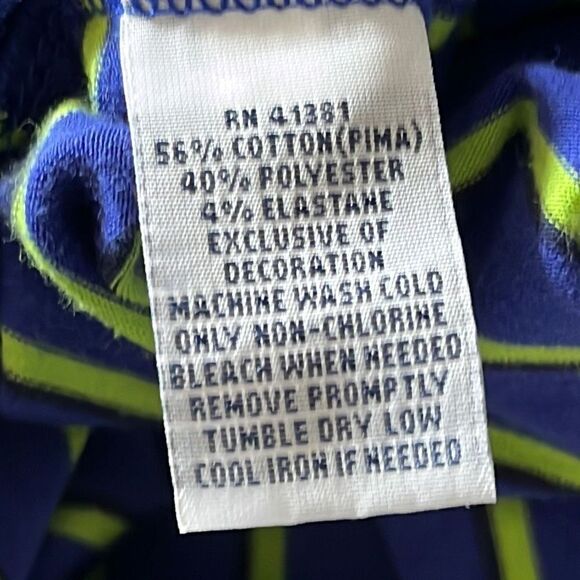 RN 41381
56% COTTON(PIMA)
40% POLYESTER
4% ELASTANE
EXCLUSIVE OF
DECORATION
MACHINE WASH COLD
ONLY NON-CHLORINE
BLEACH WHEN NEEDED
REMOVE PROMPTLY
TUMBLE DRY LOW
COOL IRON IF NEEDED